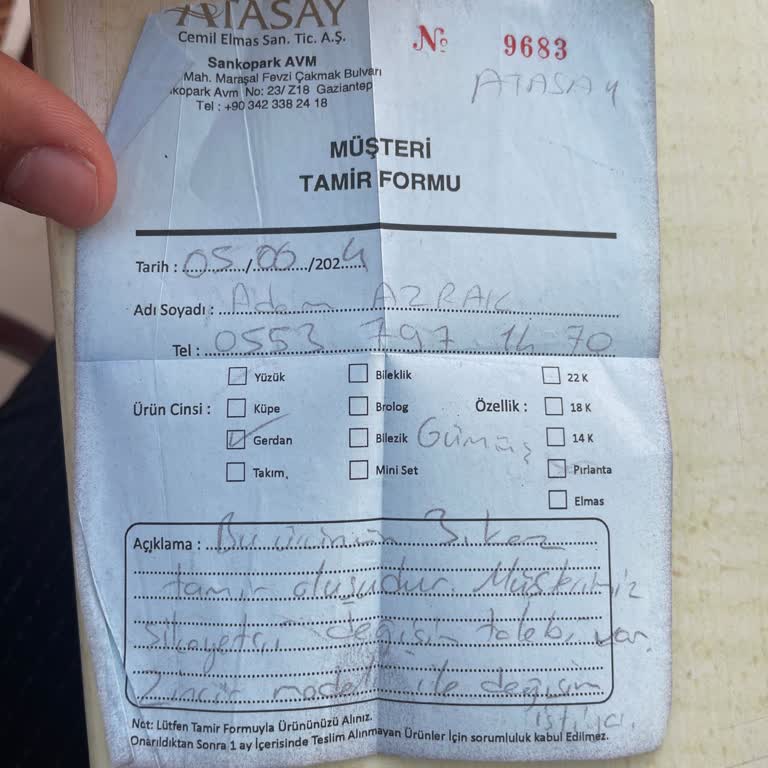 ATASAY
Cemil Elmas San. Tic. A.Ş.
Sankopark AVM
Mah. Maraşal Fevzi Çakmak Bulvarı
kopark Avm No: 23/ Z18 Gaziantep
Tel : +90 342 338 24 18
№ 9683
ATASAY
MÜŞTERİ
TAMİR FORMU
Tarih : 05/06/2024
Adı Soyadı : Adem AZRAK
Tel : 0553 797 14 70
Ürün Cinsi :
Yüzük
Küpe
Gerdan
Takım,
Bileklik
Brolog
Bilezik
Mini Set
Gümüş
Özellik :
22 K
18 K
14 K
Pırlanta
Elmas
Açıklama : Bu ürünün 3. kez
tamir oluşudur. Müşterimiz
şikayetçi değişim talebi var.
Zincir modeli ile değişim
istiyor.
Not: Lütfen Tamir Formuyla Ürününüzü Alınız.
Onarıldıktan Sonra 1 ay İçerisinde Teslim Alınmayan Ürünler İçin sorumluluk kabul Edilmez.